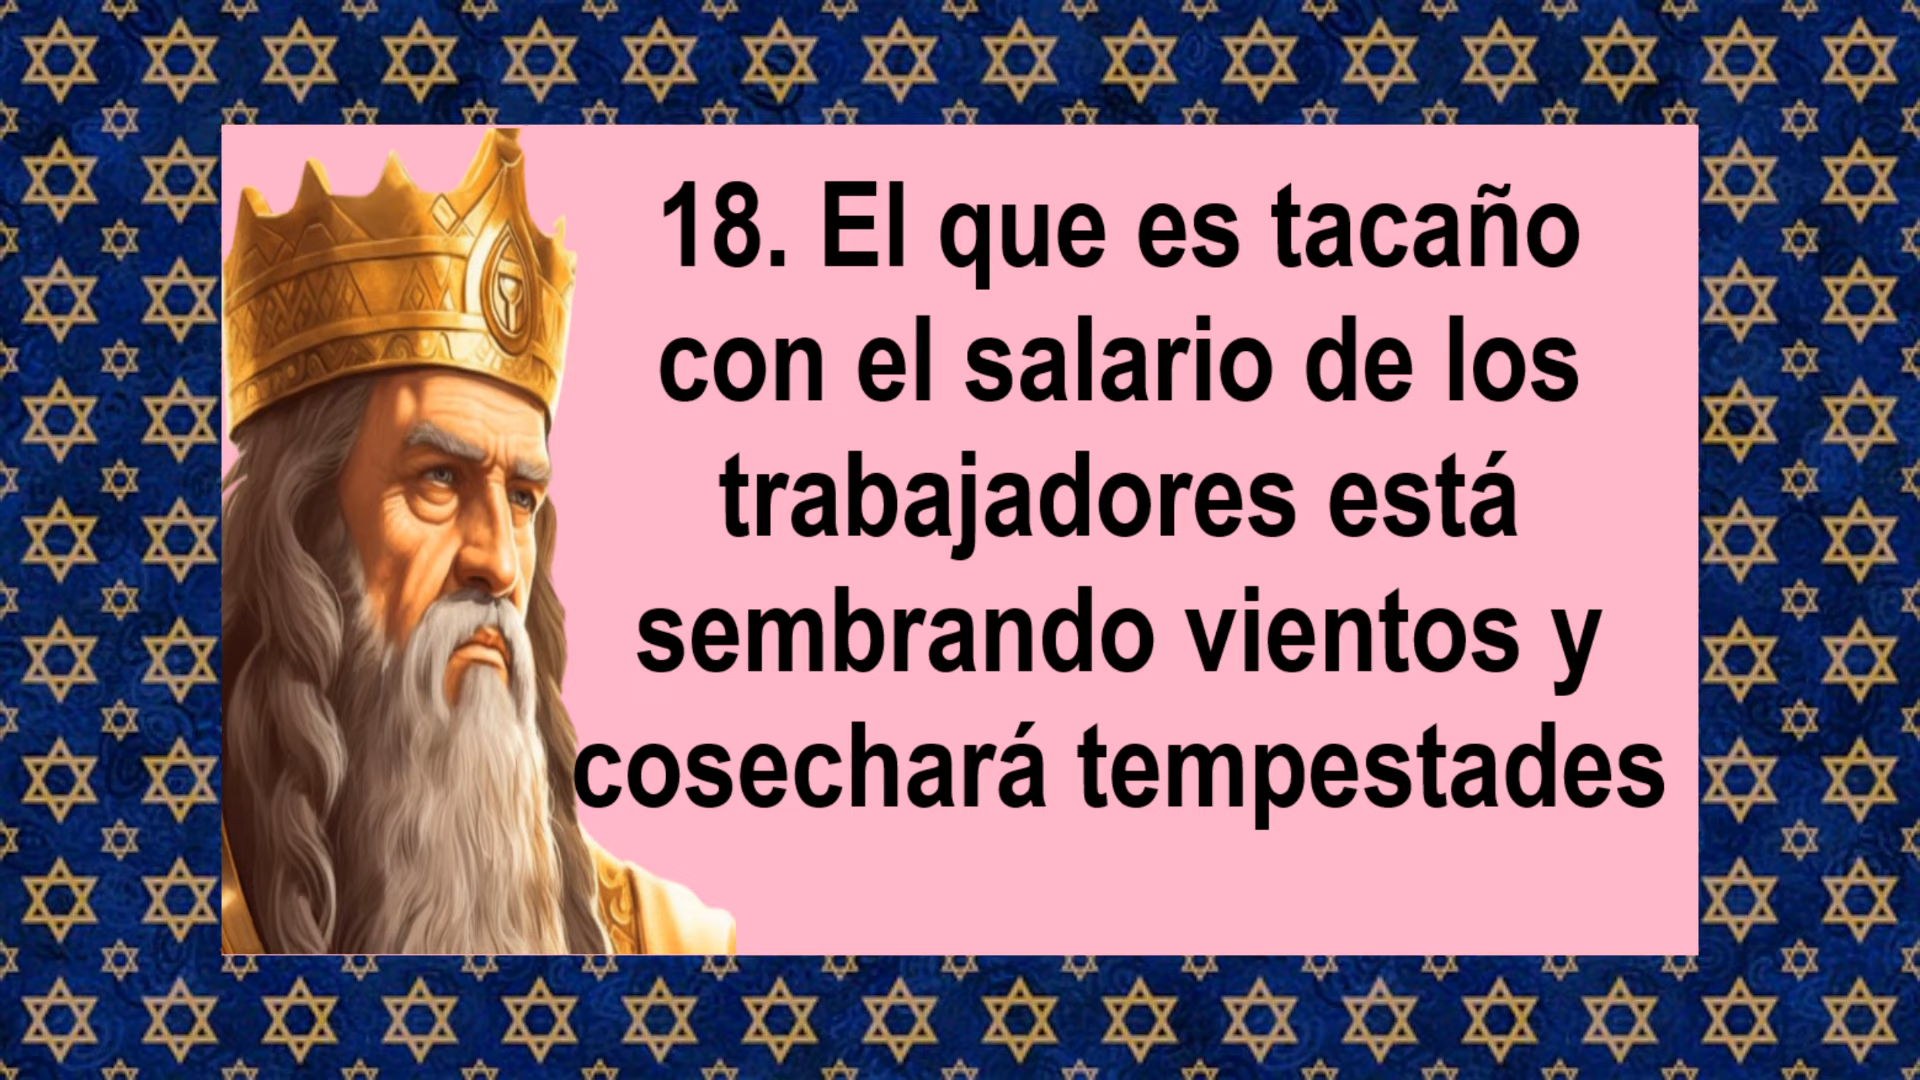 18. El que es tacaño
con el salario de los
trabajadores está
sembrando vientos y
cosechará tempestades